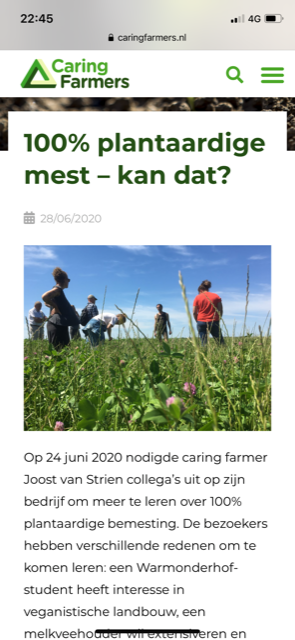 22:45
4G
caringfarmers.nl
Caring
Farmers
100% plantaardige
mest – kan dat?
28/06/2020
Op 24 juni 2020 nodigde caring farmer
Joost van Strien collega's uit op zijn
bedrijf om meer te leren over 100%
plantaardige bemesting. De bezoekers
hebben verschillende redenen om te
komen leren: een Warmonderhof-
student heeft interesse in
veganistische landbouw, een
melkveehouder wil extensiveren en